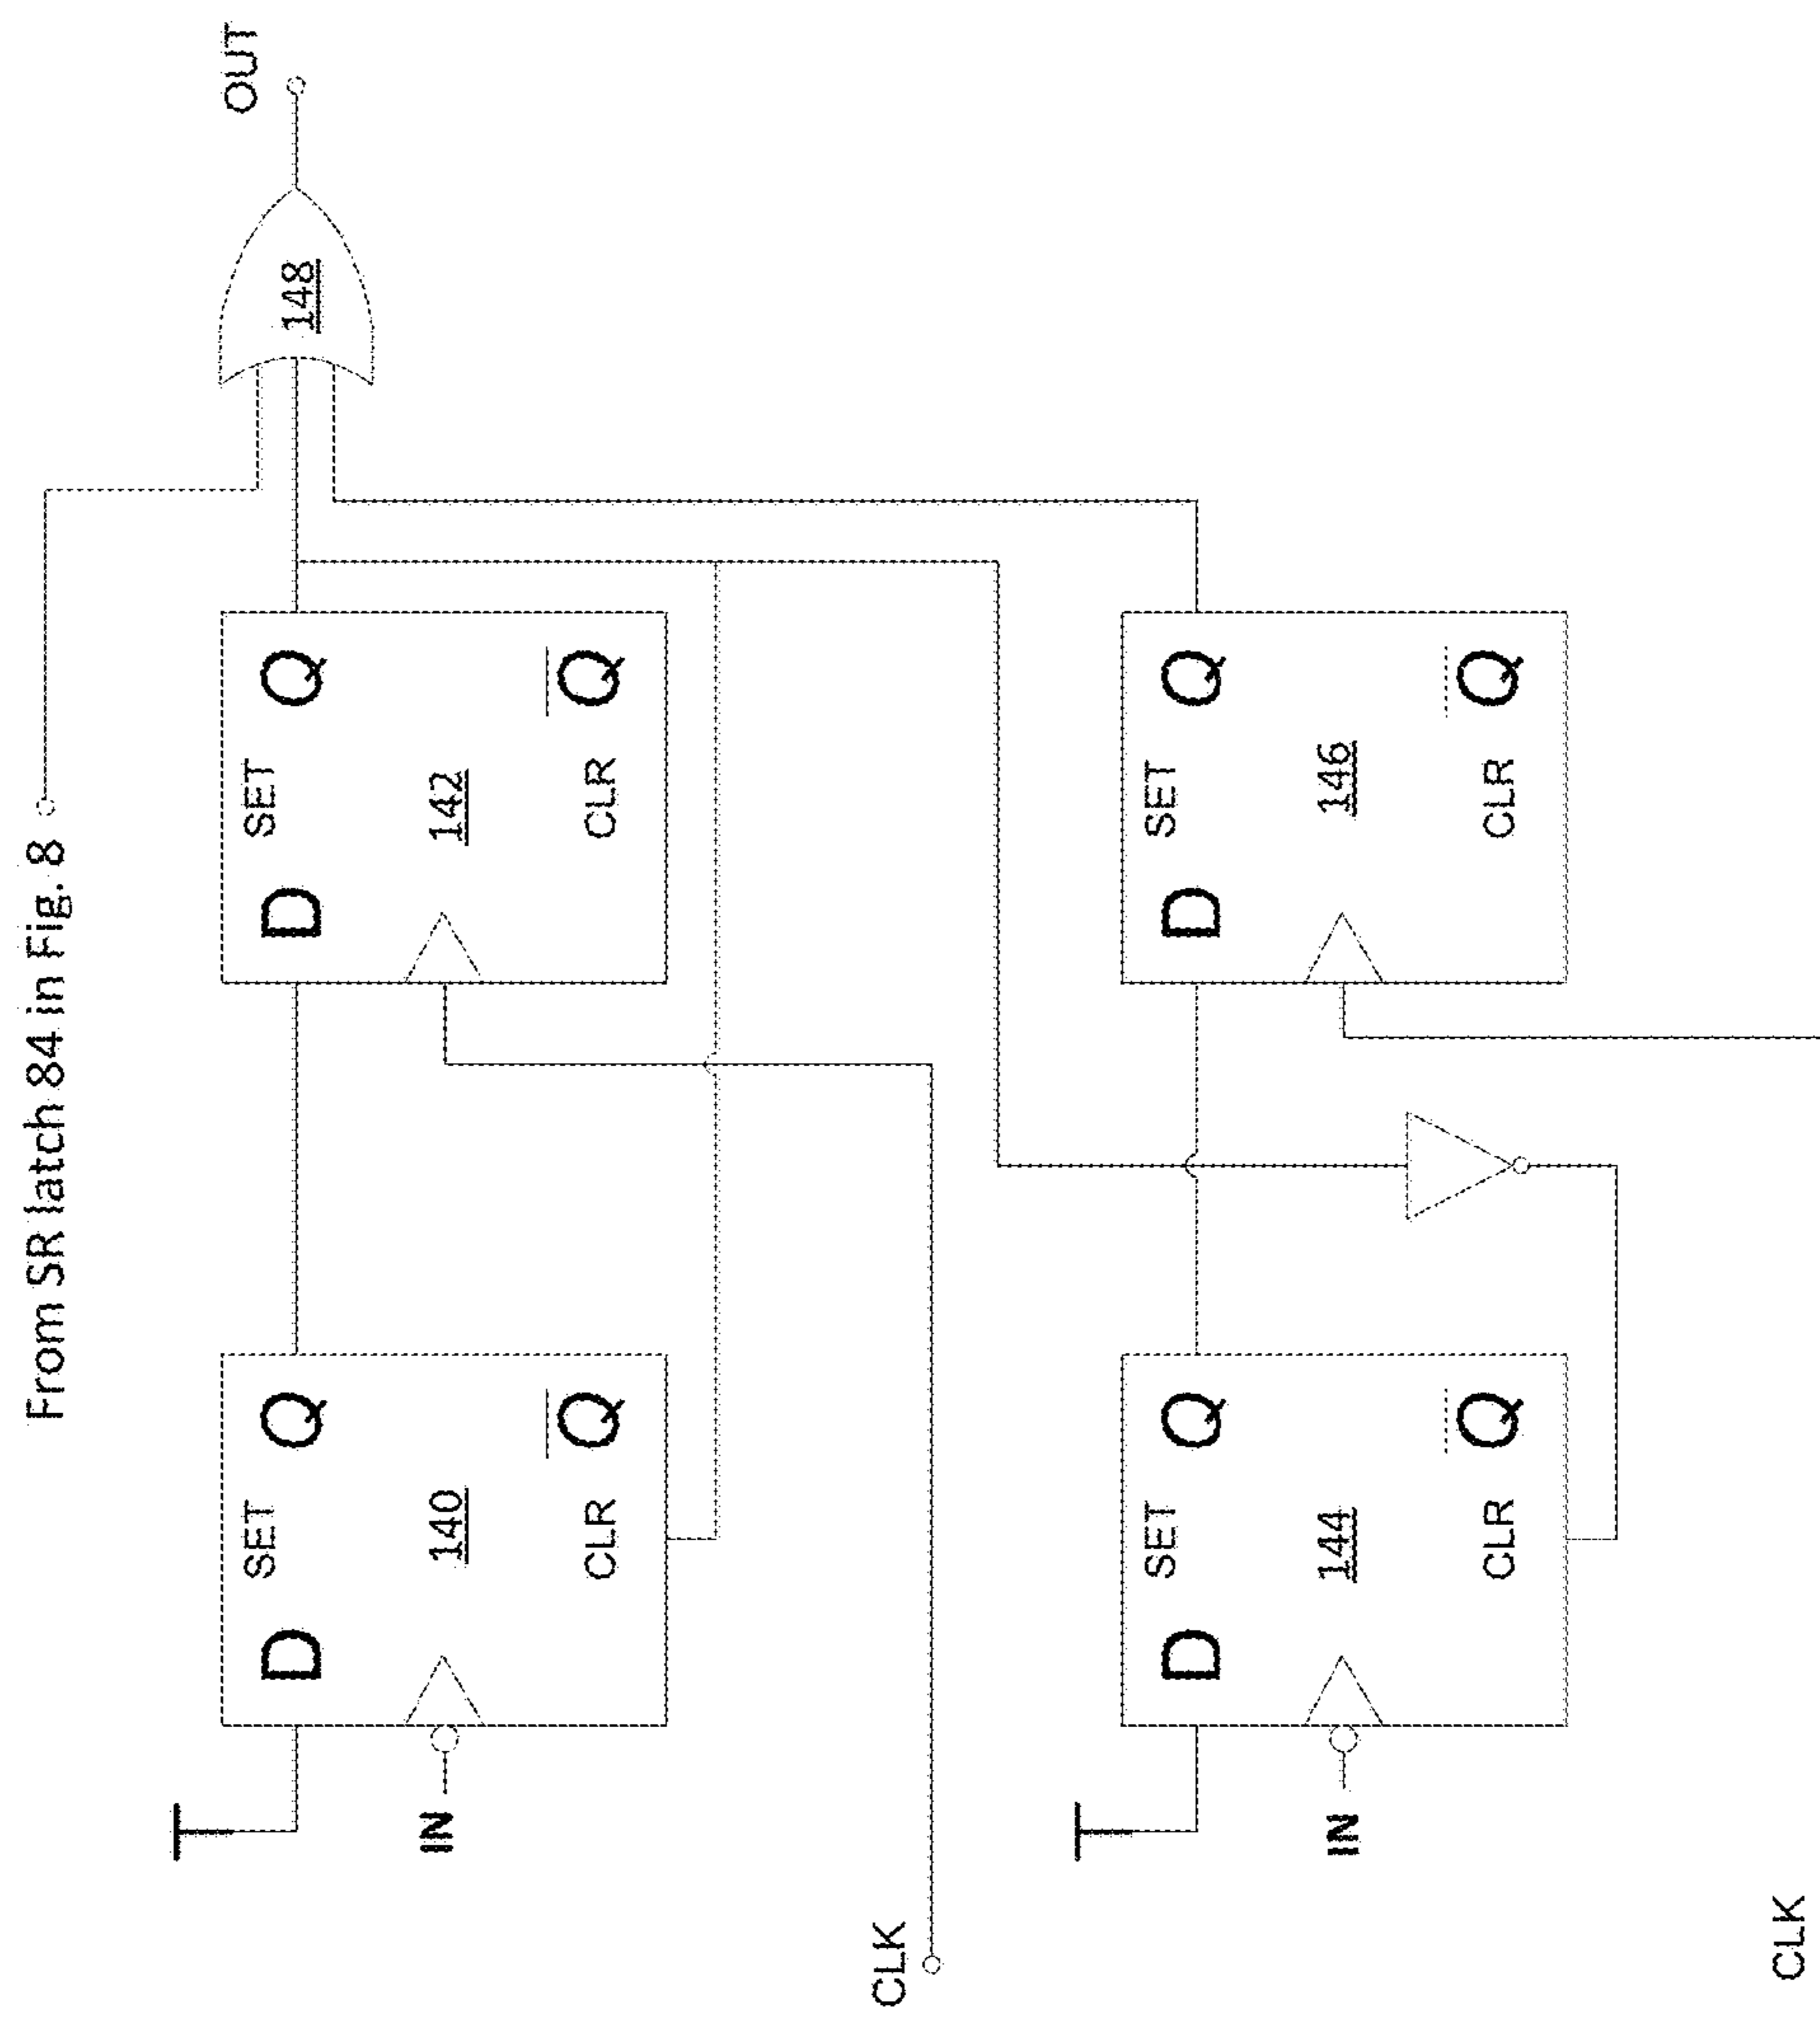 From SR latch 84 in Fig. 8
OUT
148
D SET Q
140
CLR Q
D SET Q
142
CLR Q
IN
CLK
D SET Q
144
CLR Q
D SET Q
146
CLR Q
IN
CLK